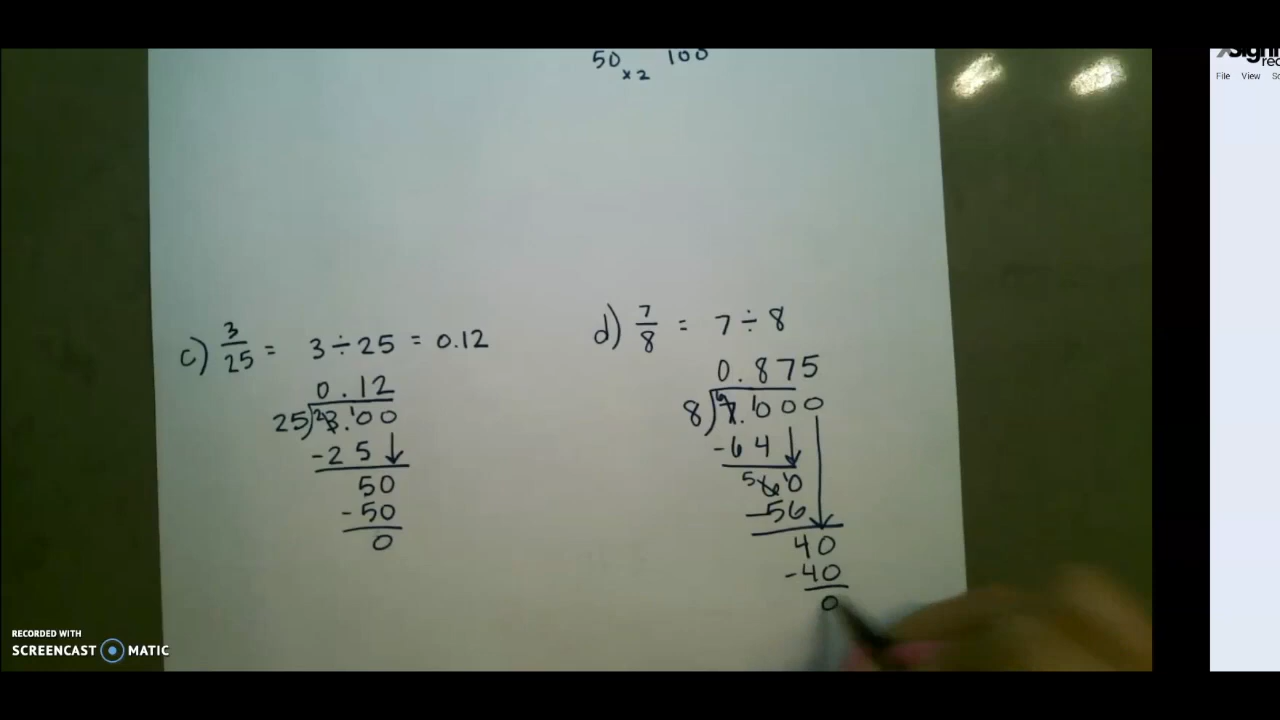 50 ×2 100
c) 3/25 = 3 ÷ 25 = 0.12
0.12
25)3.00
-25
50
-50
0
d) 7/8 = 7 ÷ 8
0.875
8)7.000
-64
60
-56
40
-40
0
File View
RECORDED WITH
SCREENCAST MATIC